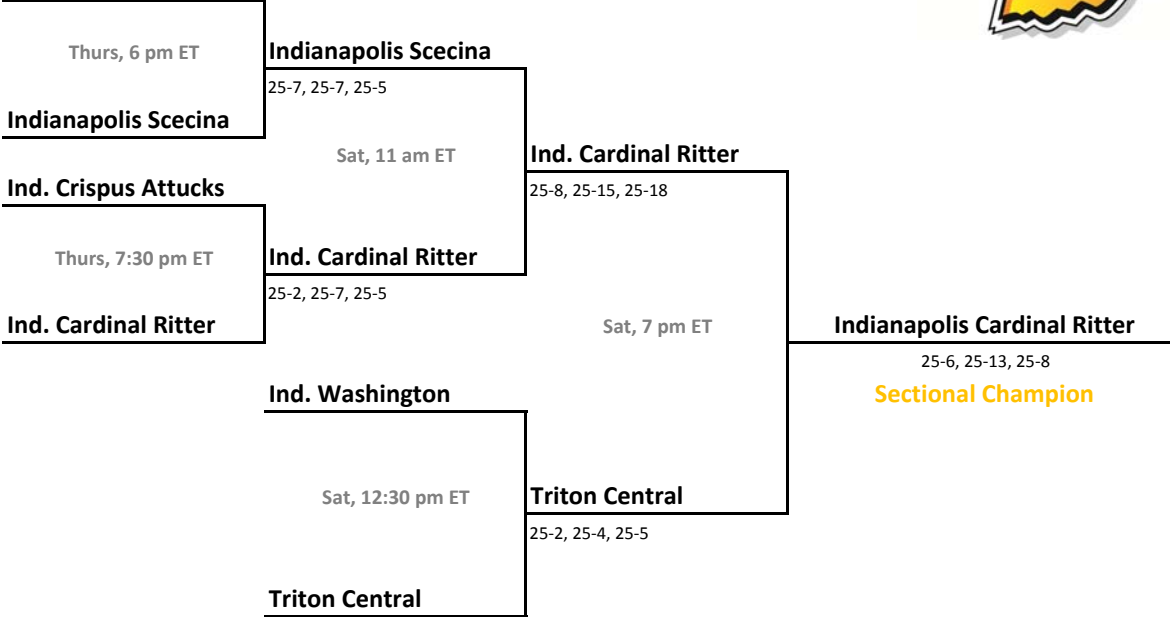 Thurs, 6 pm ET
Indianapolis Scecina
25-7, 25-7, 25-5
Indianapolis Scecina
Sat, 11 am ET
Ind. Cardinal Ritter
25-8, 25-15, 25-18
Ind. Crispus Attucks
Thurs, 7:30 pm ET
Ind. Cardinal Ritter
25-2, 25-7, 25-5
Ind. Cardinal Ritter
Sat, 7 pm ET
Indianapolis Cardinal Ritter
25-6, 25-13, 25-8
Sectional Champion
Ind. Washington
Sat, 12:30 pm ET
Triton Central
25-2, 25-4, 25-5
Triton Central